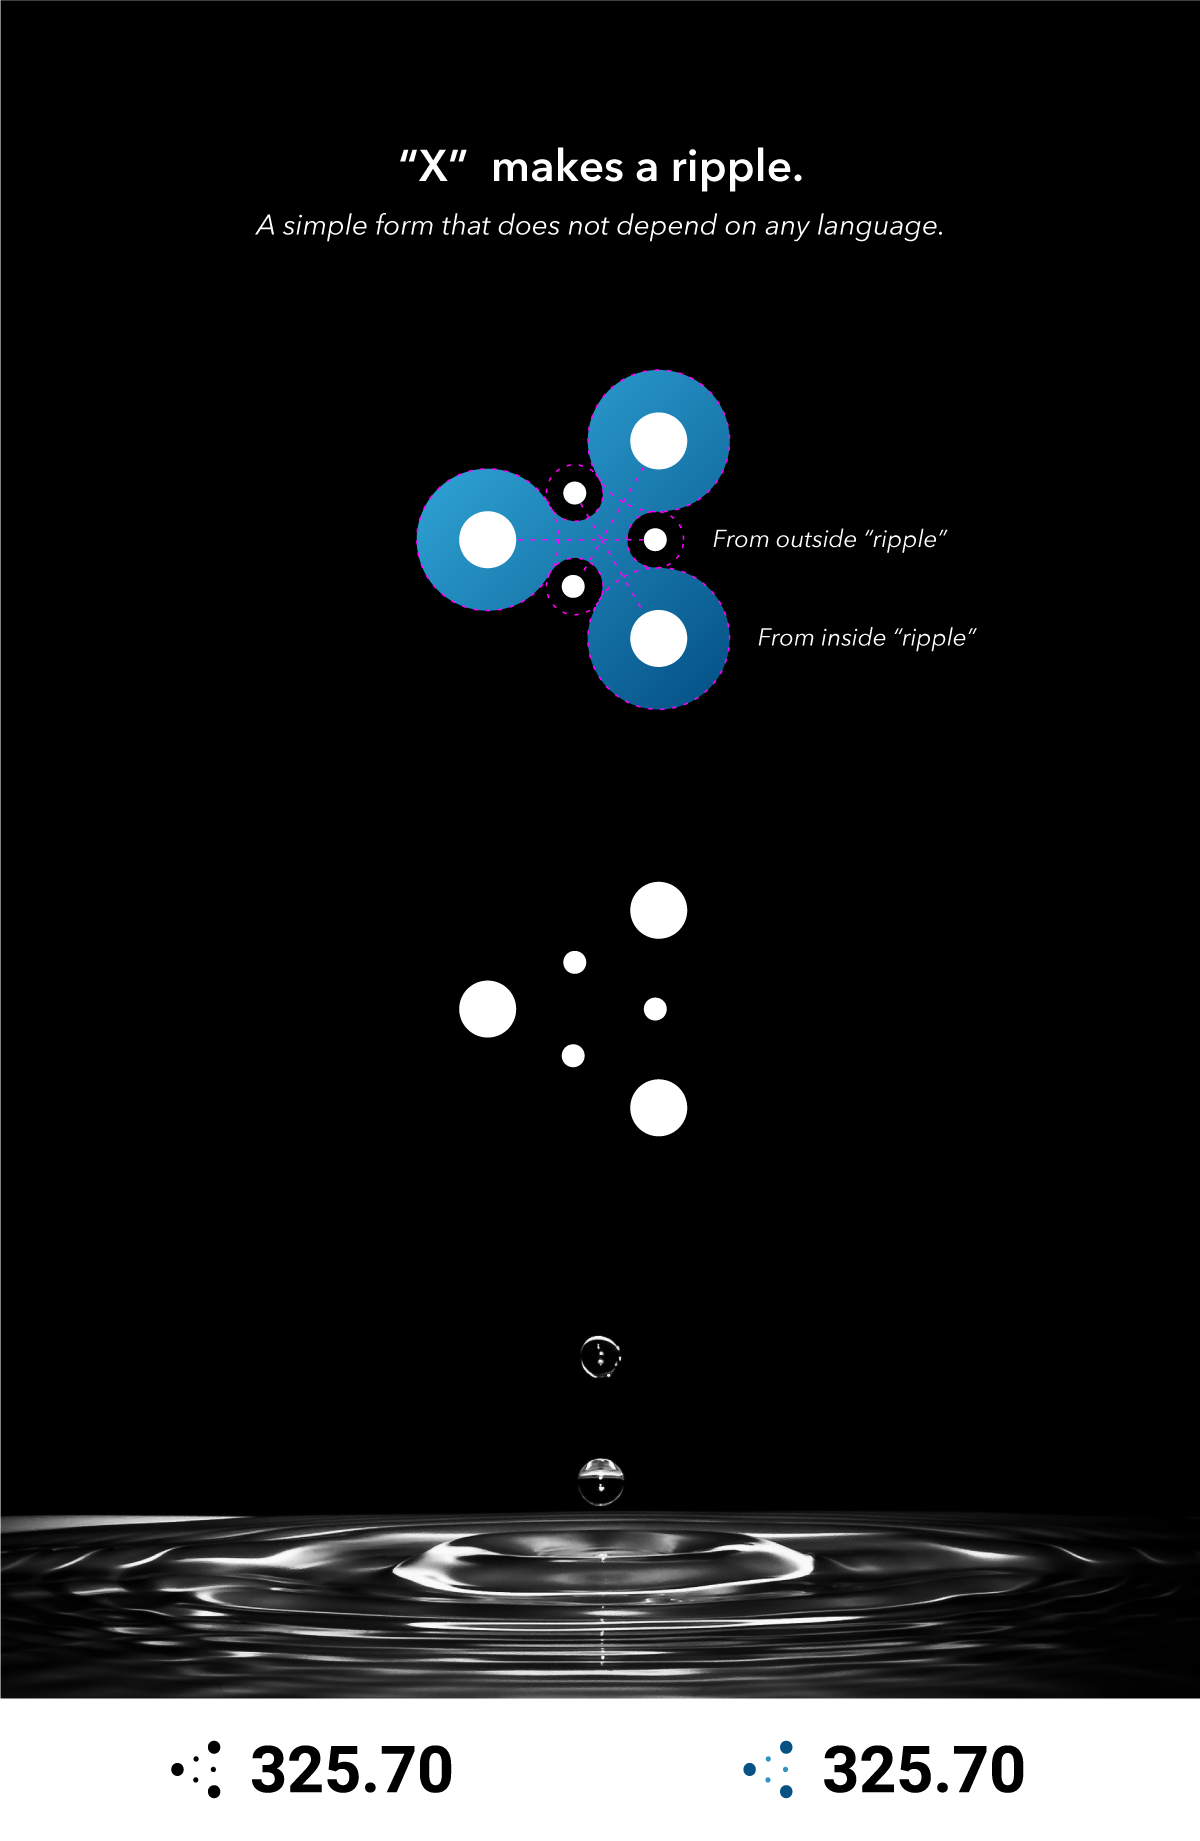 “X” makes a ripple.
A simple form that does not depend on any language.
From outside “ripple”
From inside “ripple”
325.70
325.70